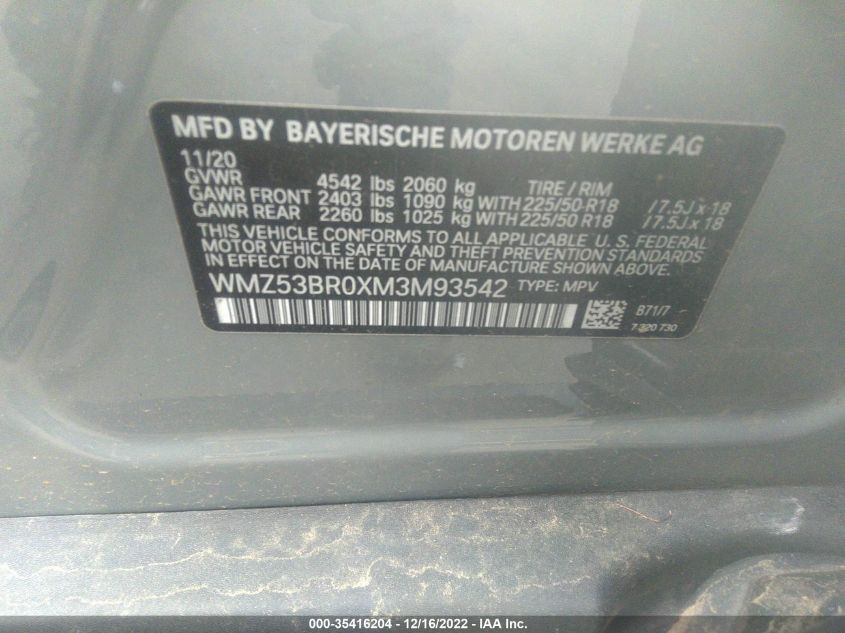 MFD BY BAYERISCHE MOTOREN WERKE AG
11/20
GVWR 4542 lbs 2060 kg TIRE / RIM
GAWR FRONT 2403 lbs 1090 kg WITH 225/50 R18 / 7.5J x 18
GAWR REAR 2260 lbs 1025 kg WITH 225/50 R18 / 7.5J x 18
THIS VEHICLE CONFORMS TO ALL APPLICABLE U. S. FEDERAL
MOTOR VEHICLE SAFETY AND THEFT PREVENTION STANDARDS
IN EFFECT ON THE DATE OF MANUFACTURE SHOWN ABOVE.
WMZ53BR0XM3M93542 TYPE: MPV
B71/7
7 320 730
000-35416204 - 12/16/2022 - IAA Inc.